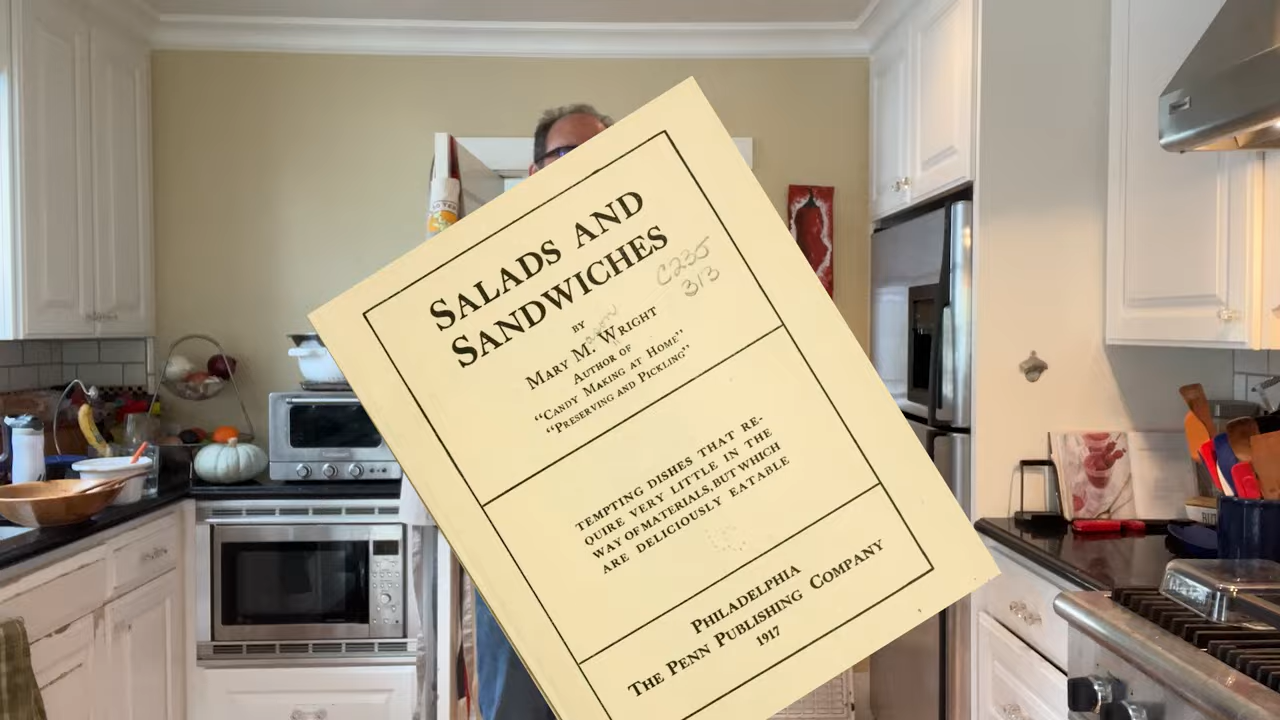 SALADS AND
SANDWICHES
C235
313
BY
MARY M. WRIGHT
AUTHOR OF
"CANDY MAKING AT HOME"
"PRESERVING AND PICKLING"
TEMPTING DISHES THAT RE-
QUIRE VERY LITTLE IN THE
WAY OF MATERIALS, BUT WHICH
ARE DELICIOUSLY EATABLE
PHILADELPHIA
THE PENN PUBLISHING COMPANY
1917